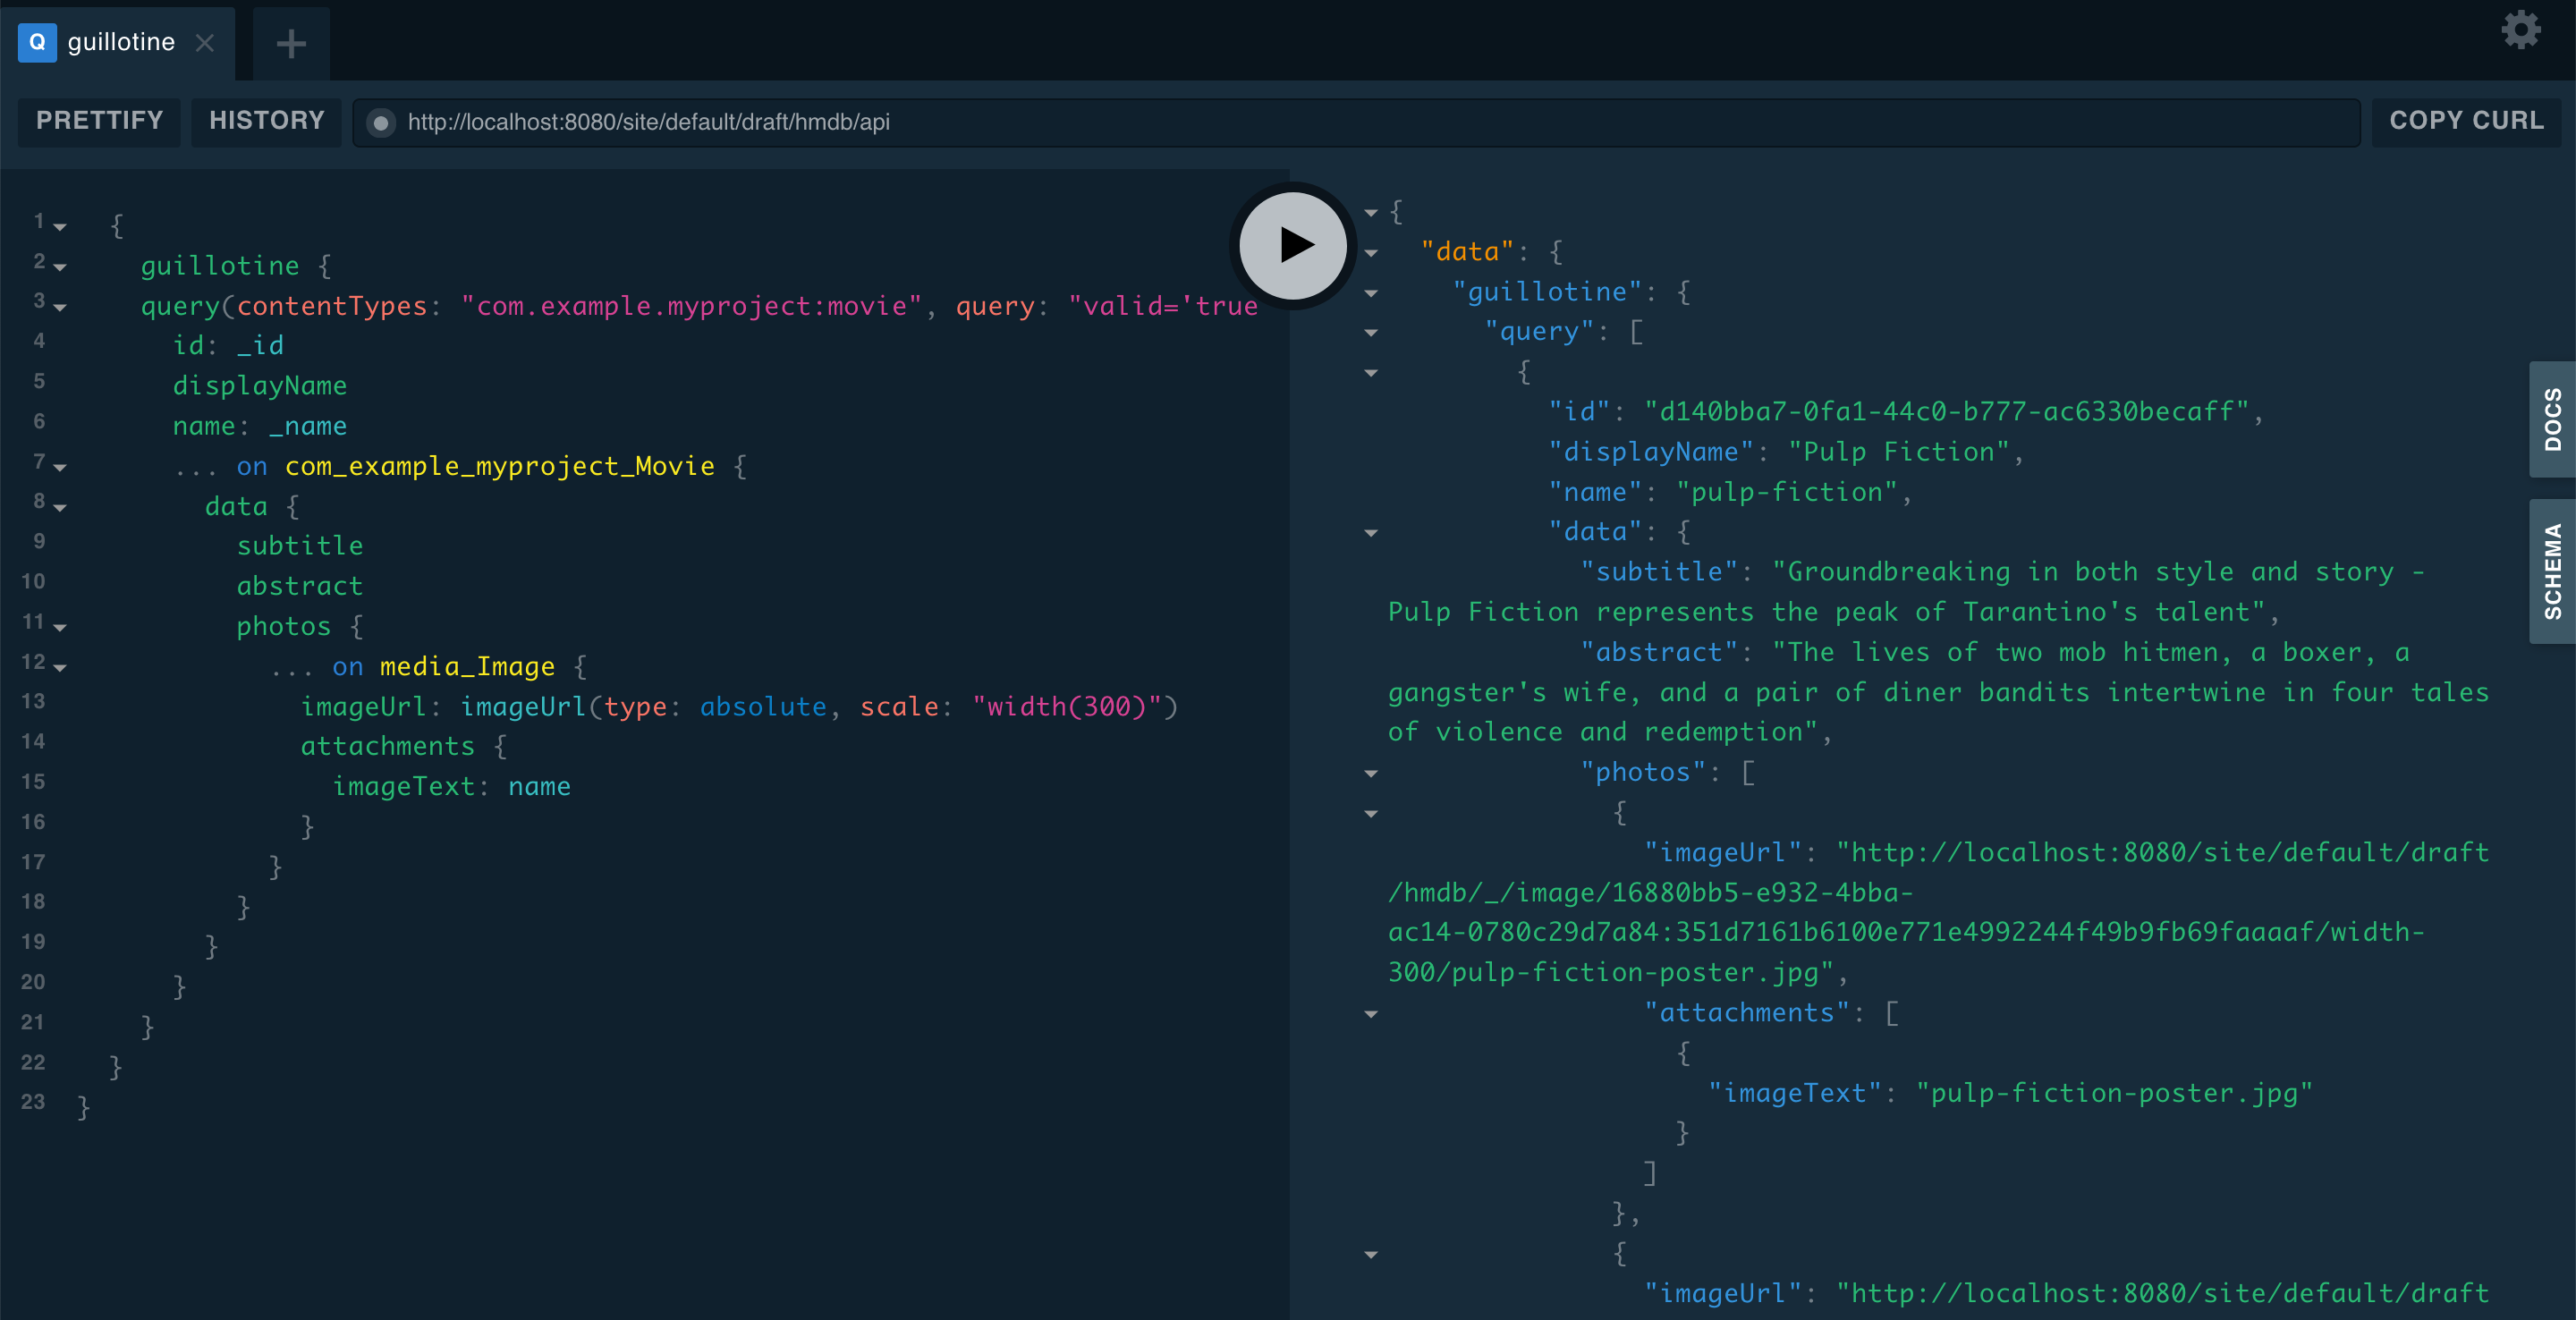 Q guillotine
PRETTIFY HISTORY http://localhost:8080/site/default/draft/hmdb/api COPY CURL
1 {
2 guillotine {
3 query(contentTypes: "com.example.myproject:movie", query: "valid='true
4 id: _id
5 displayName
6 name: _name
7 ... on com_example_myproject_Movie {
8 data {
9 subtitle
10 abstract
11 photos {
12 ... on media_Image {
13 imageUrl: imageUrl(type: absolute, scale: "width(300)")
14 attachments {
15 imageText: name
16 }
17 }
18 }
19 }
20 }
21 }
22 }
23 }
{
"data": {
"guillotine": {
"query": [
{
"id": "d140bba7-0fa1-44c0-b777-ac6330becaff",
"displayName": "Pulp Fiction",
"name": "pulp-fiction",
"data": {
"subtitle": "Groundbreaking in both style and story -
Pulp Fiction represents the peak of Tarantino's talent",
"abstract": "The lives of two mob hitmen, a boxer, a
gangster's wife, and a pair of diner bandits intertwine in four tales
of violence and redemption",
"photos": [
{
"imageUrl": "http://localhost:8080/site/default/draft
/hmdb/_/image/16880bb5-e932-4bba-
ac14-0780c29d7a84:351d7161b6100e771e4992244f49b9fb69faaaaf/width-
300/pulp-fiction-poster.jpg",
"attachments": [
{
"imageText": "pulp-fiction-poster.jpg"
}
]
},
{
"imageUrl": "http://localhost:8080/site/default/draft
DOCS
SCHEMA